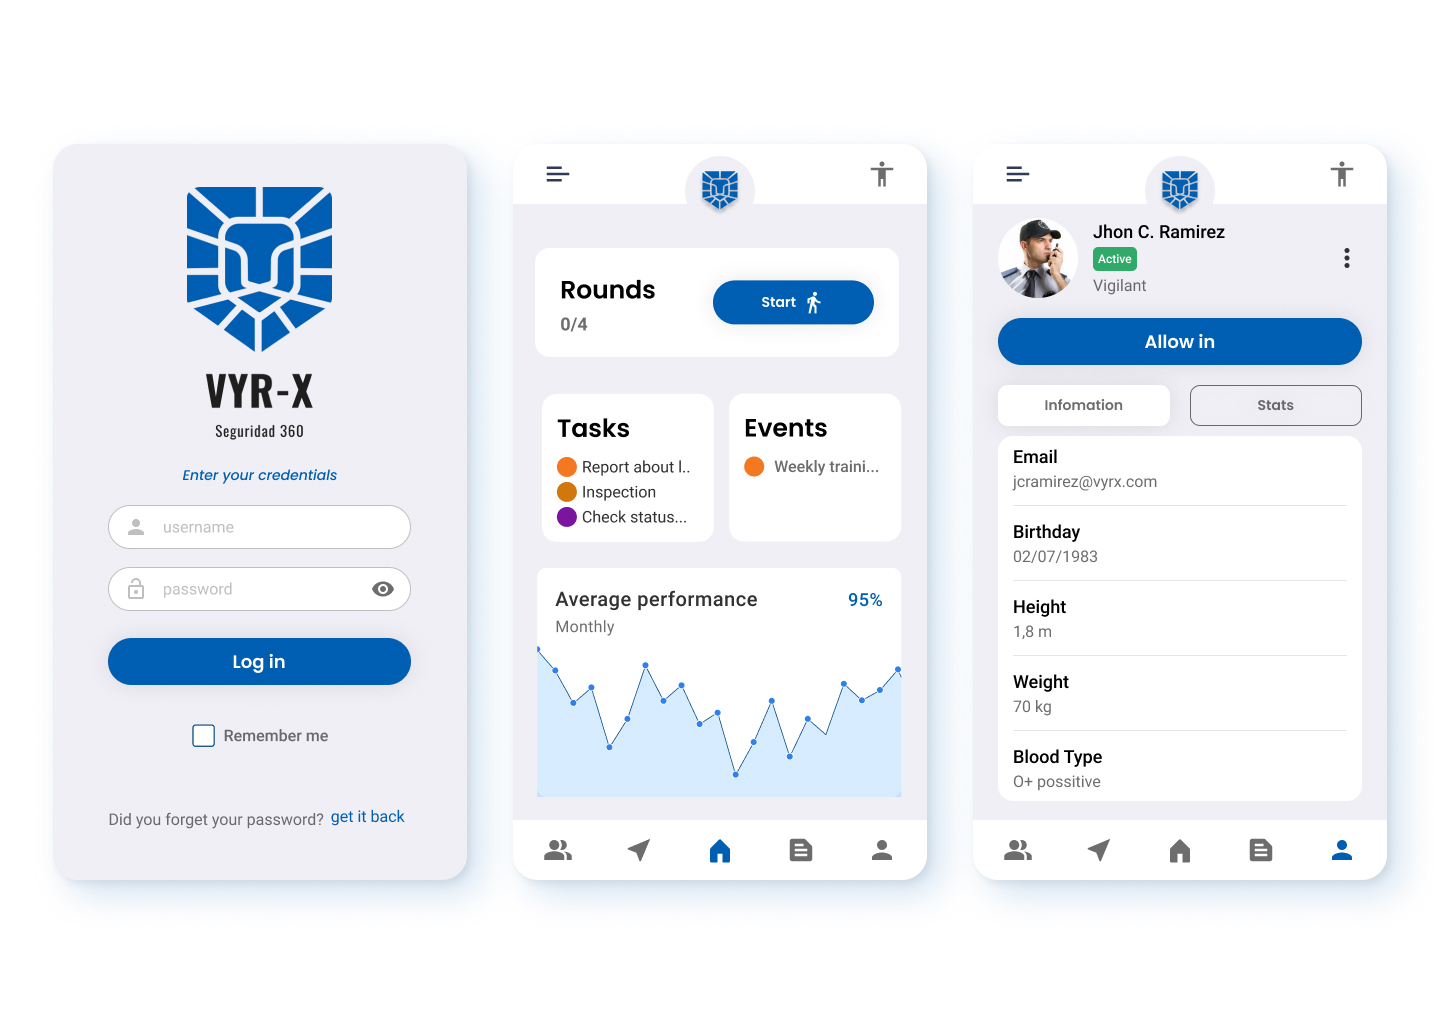 VYR-X
Seguridad 360
Enter your credentials
username
password
Log in
Remember me
Did you forget your password? get it back
Rounds
0/4
Start
Tasks
Report about l..
Inspection
Check status...
Events
Weekly traini...
Average performance
95%
Monthly
Jhon C. Ramirez
Active
Vigilant
Allow in
Infomation
Stats
Email
jcramirez@vyrx.com
Birthday
02/07/1983
Height
1,8 m
Weight
70 kg
Blood Type
O+ possitive